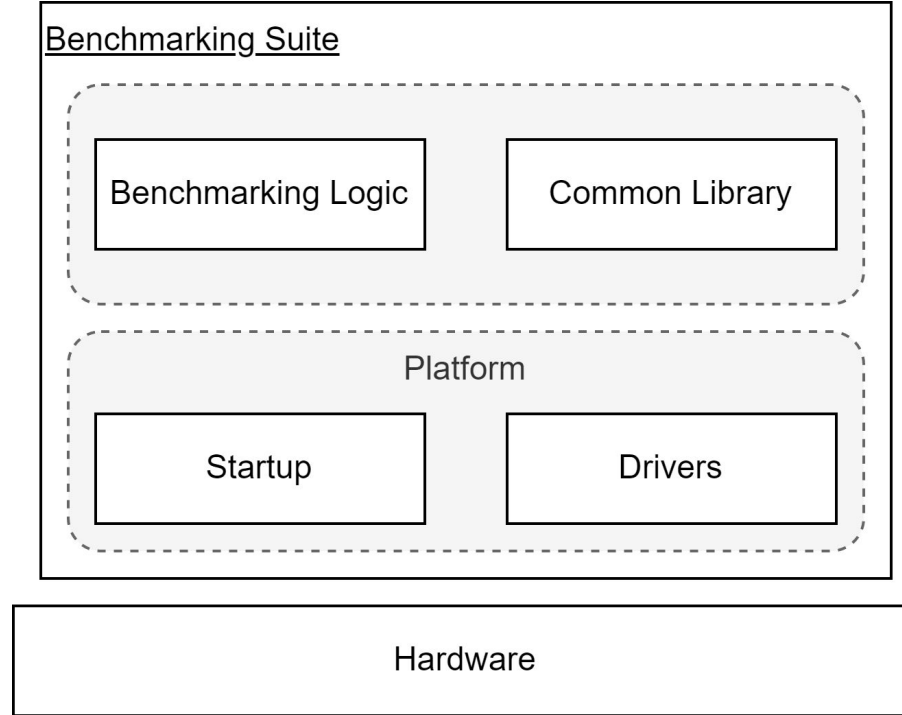 Benchmarking Suite
Benchmarking Logic
Common Library
Platform
Startup
Drivers
Hardware